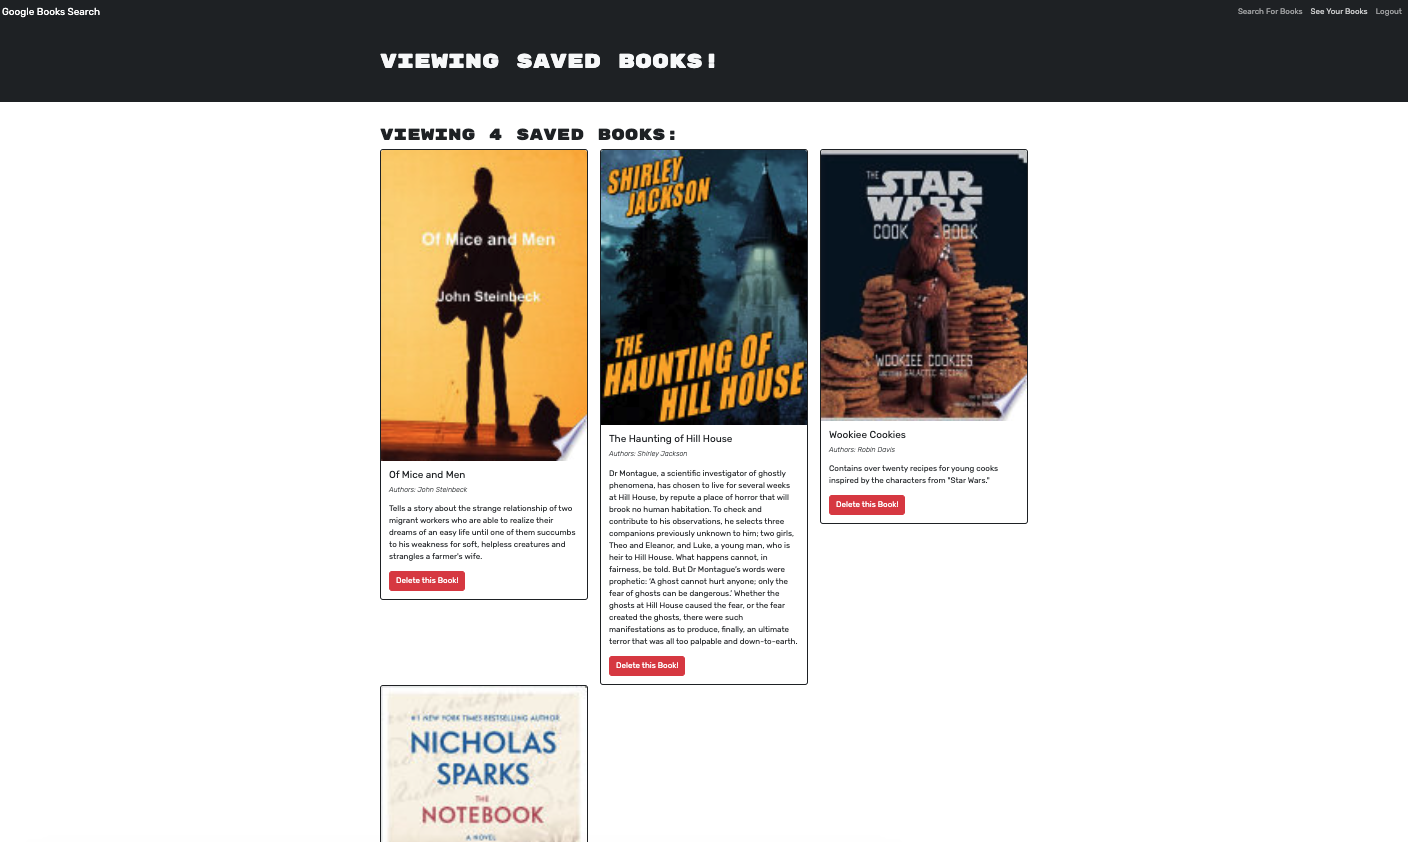 Google Books Search
Search For Books See Your Books Logout
VIEWING SAVED BOOKS!
VIEWING 4 SAVED BOOKS:
Of Mice and Men
John Steinbeck
Of Mice and Men
Authors: John Steinbeck
Tells a story about the strange relationship of two
migrant workers who are able to realize their
dreams of an easy life until one of them succumbs
to his weakness for soft, helpless creatures and
strangles a farmer's wife.
Delete this Book!
SHIRLEY
JACKSON
THE
HAUNTING OF
HILL HOUSE
The Haunting of Hill House
Authors: Shirley Jackson
Dr Montague, a scientific investigator of ghostly
phenomena, has chosen to live for several weeks
at Hill House, by repute a place of horror that will
brook no human habitation. To check and
contribute to his observations, he selects three
companions previously unknown to him; two girls,
Theo and Eleanor, and Luke, a young man, who is
heir to Hill House. What happens cannot, in
fairness, be told. But Dr Montague's words were
prophetic: 'A ghost cannot hurt anyone; only the
fear of ghosts can be dangerous.' Whether the
ghosts at Hill House caused the fear, or the fear
created the ghosts, there were such
manifestations as to produce, finally, an ultimate
terror that was all too palpable and down-to-earth.
Delete this Book!
THE
STAR
WARS
COOK BOOK
WOOKIEE COOKIES
GALACTIC RECIPES
Wookiee Cookies
Authors: Robin Davis
Contains over twenty recipes for young cooks
inspired by the characters from "Star Wars."
Delete this Book!
#1 NEW YORK TIMES BESTSELLING AUTHOR
NICHOLAS
SPARKS
THE
NOTEBOOK
A NOVEL